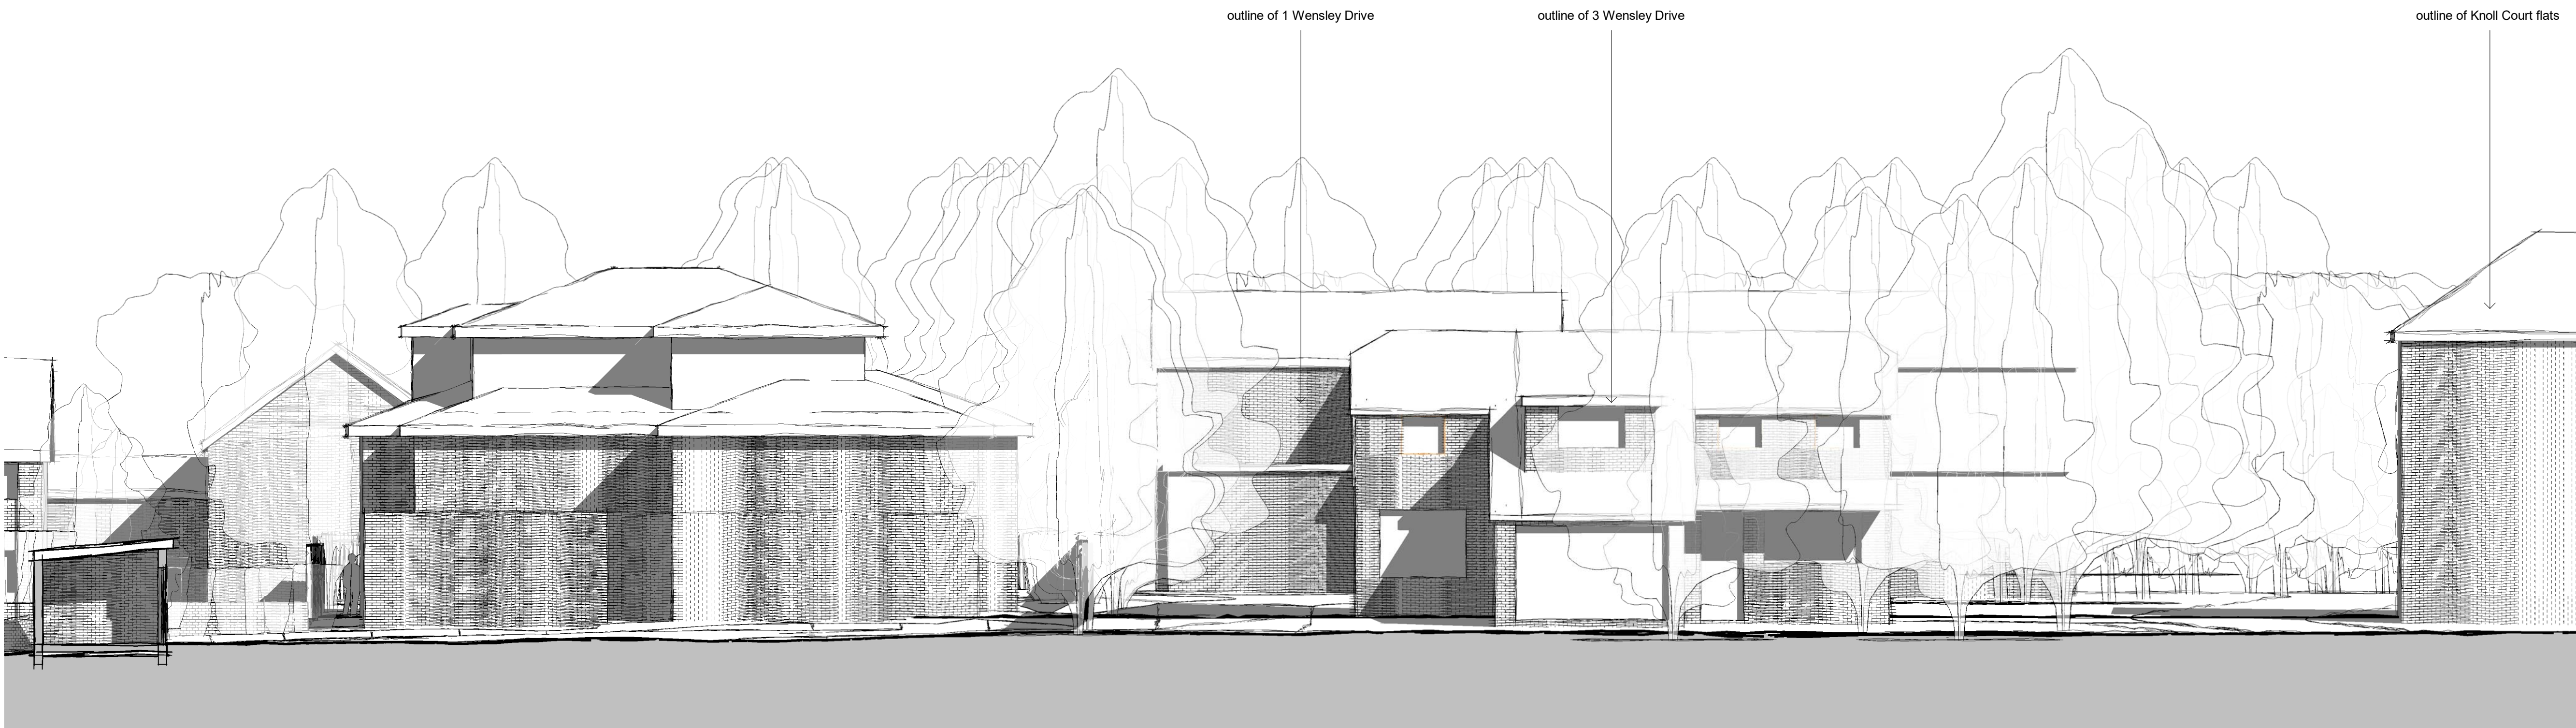 outline of 1 Wensley Drive
outline of 3 Wensley Drive
outline of Knoll Court flats